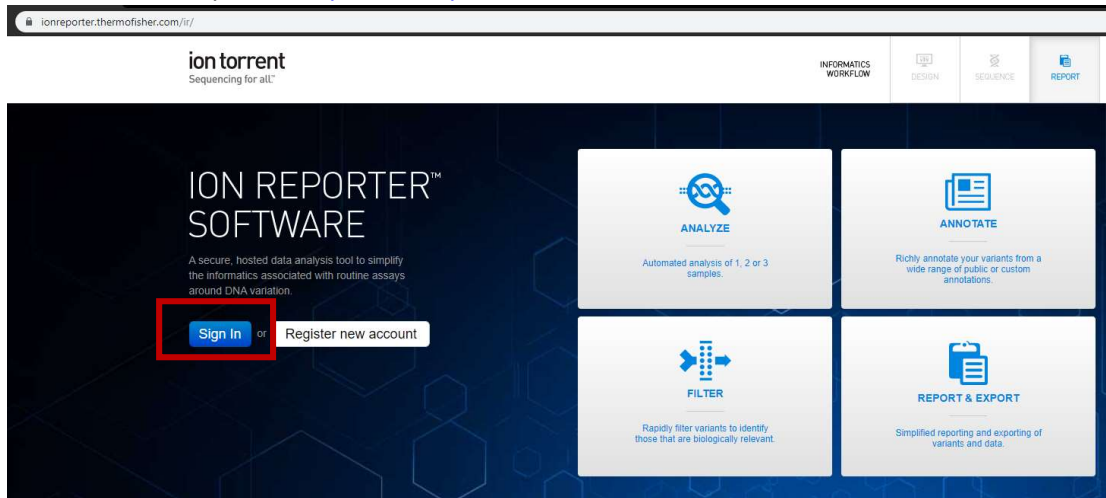 ionreporter.thermofisher.com/ir/
ion torrent
Sequencing for all.™
INFORMATICS
WORKFLOW
DESIGN
SEQUENCE
REPORT
ION REPORTER™
SOFTWARE
A secure, hosted data analysis tool to simplify
the informatics associated with routine assays
around DNA variation.
Sign In or Register new account
ANALYZE
Automated analysis of 1, 2 or 3
samples.
ANNOTATE
Richly annotate your variants from a
wide range of public or custom
annotations.
FILTER
Rapidly filter variants to identify
those that are biologically relevant.
REPORT & EXPORT
Simplified reporting and exporting of
variants and data.